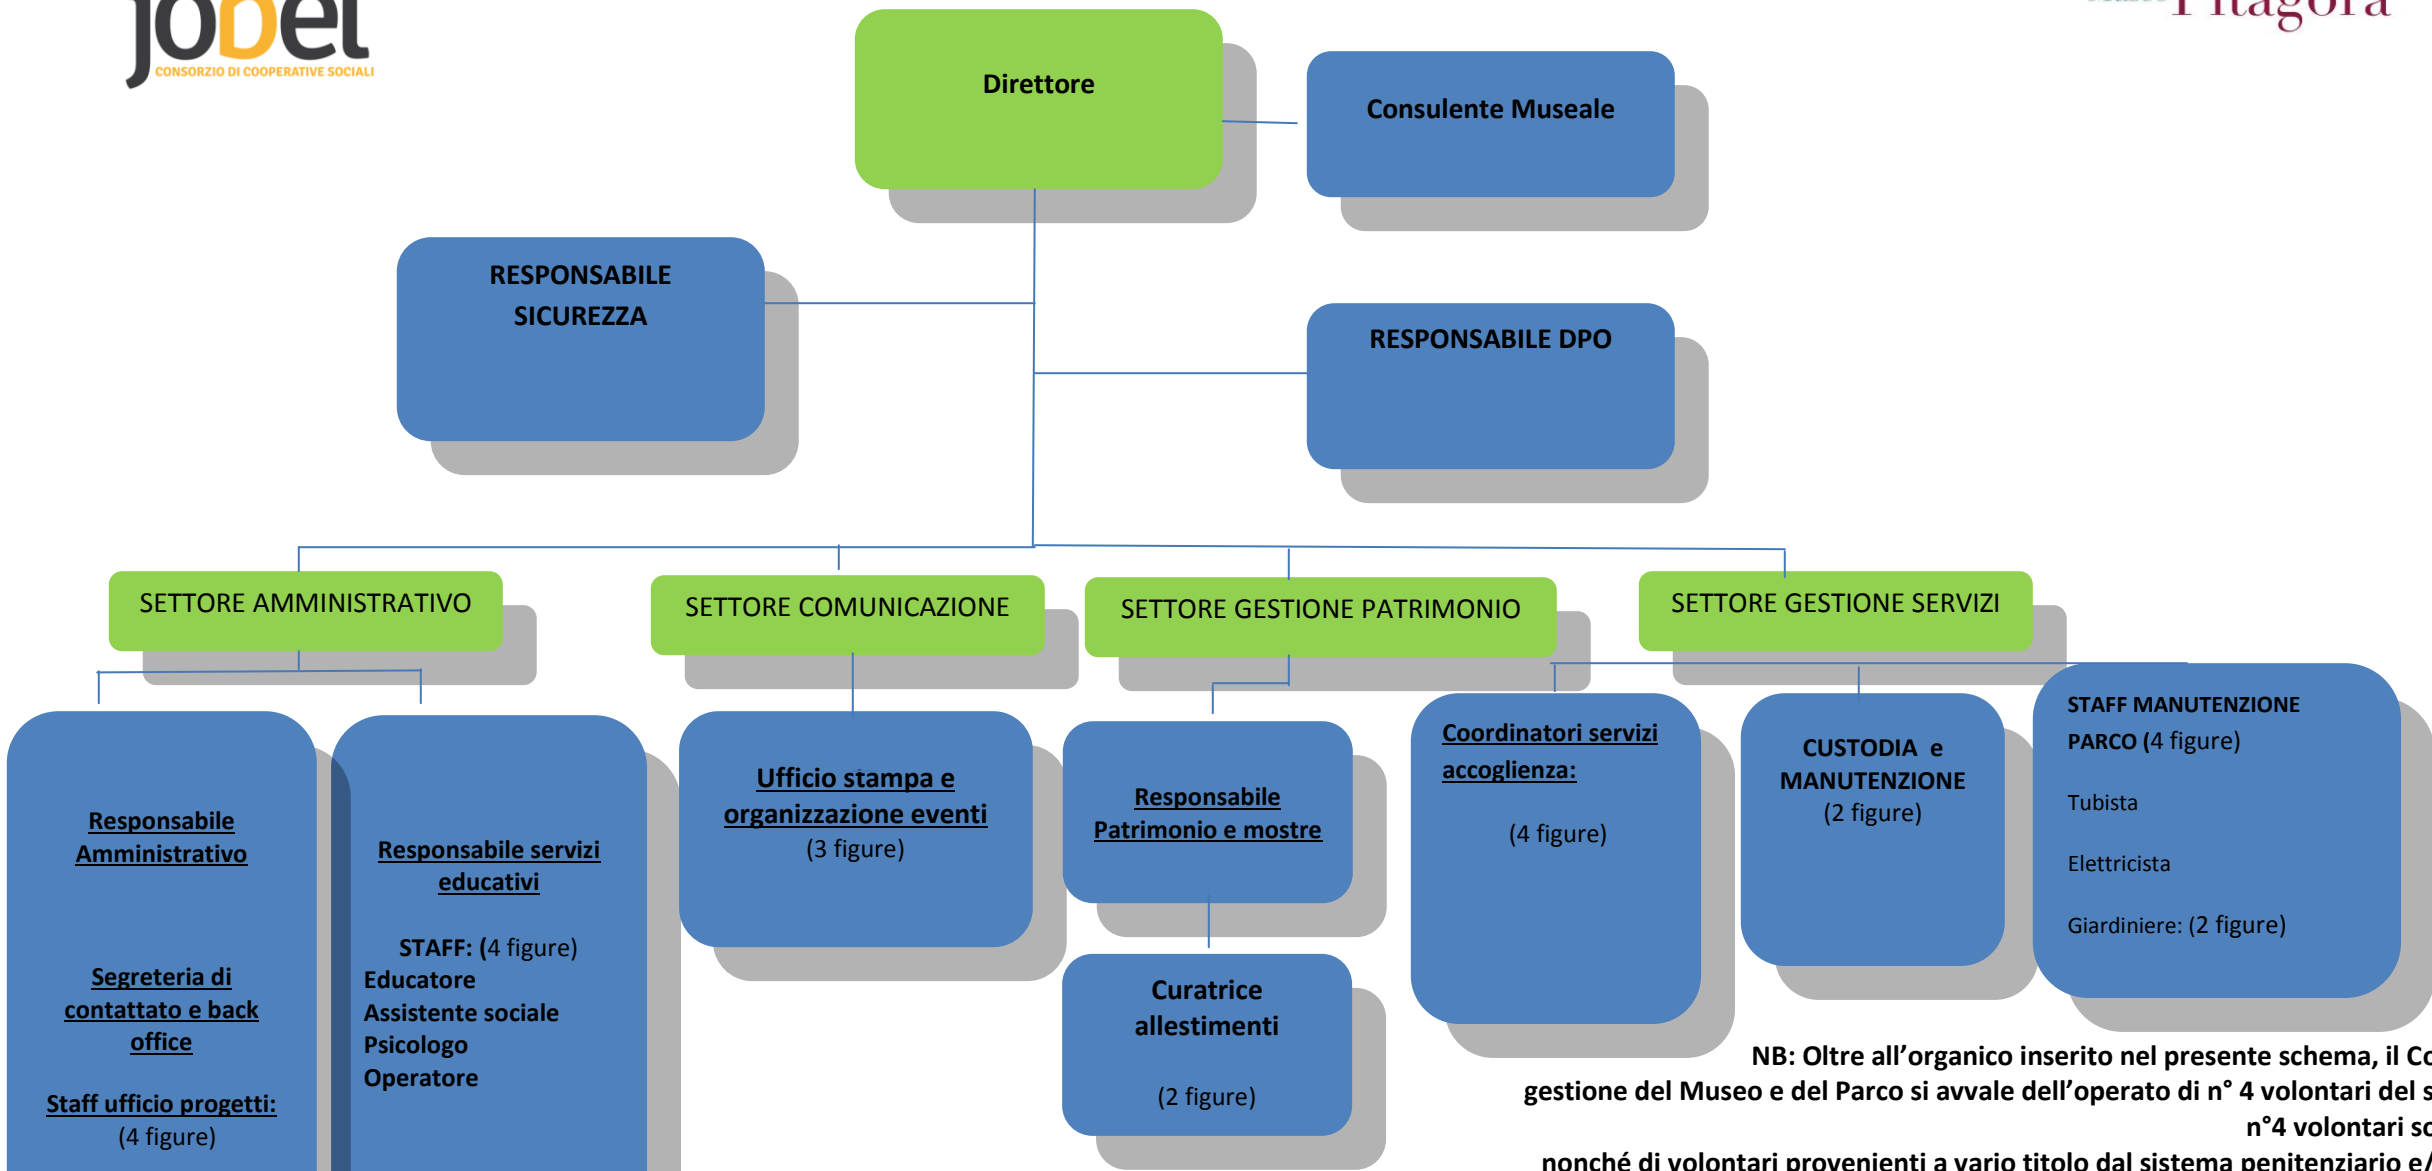 jobel
CONSORZIO DI COOPERATIVE SOCIALI
Pitagora
Direttore
Consulente Museale
RESPONSABILE
SICUREZZA
RESPONSABILE DPO
SETTORE AMMINISTRATIVO
SETTORE COMUNICAZIONE
SETTORE GESTIONE PATRIMONIO
SETTORE GESTIONE SERVIZI
Responsabile
Amministrativo
Segreteria di
contattato e back
office
Staff ufficio progetti:
(4 figure)
Responsabile servizi
educativi
STAFF: (4 figure)
Educatore
Assistente sociale
Psicologo
Operatore
Ufficio stampa e
organizzazione eventi
(3 figure)
Responsabile
Patrimonio e mostre
Curatrice
allestimenti
(2 figure)
Coordinatori servizi
accoglienza:
(4 figure)
CUSTODIA e
MANUTENZIONE
(2 figure)
STAFF MANUTENZIONE
PARCO (4 figure)
Tubista
Elettricista
Giardiniere: (2 figure)
NB: Oltre all'organico inserito nel presente schema, il Co
gestione del Museo e del Parco si avvale dell'operato di n° 4 volontari del s
n°4 volontari so
nonché di volontari provenienti a vario titolo dal sistema penitenziario e